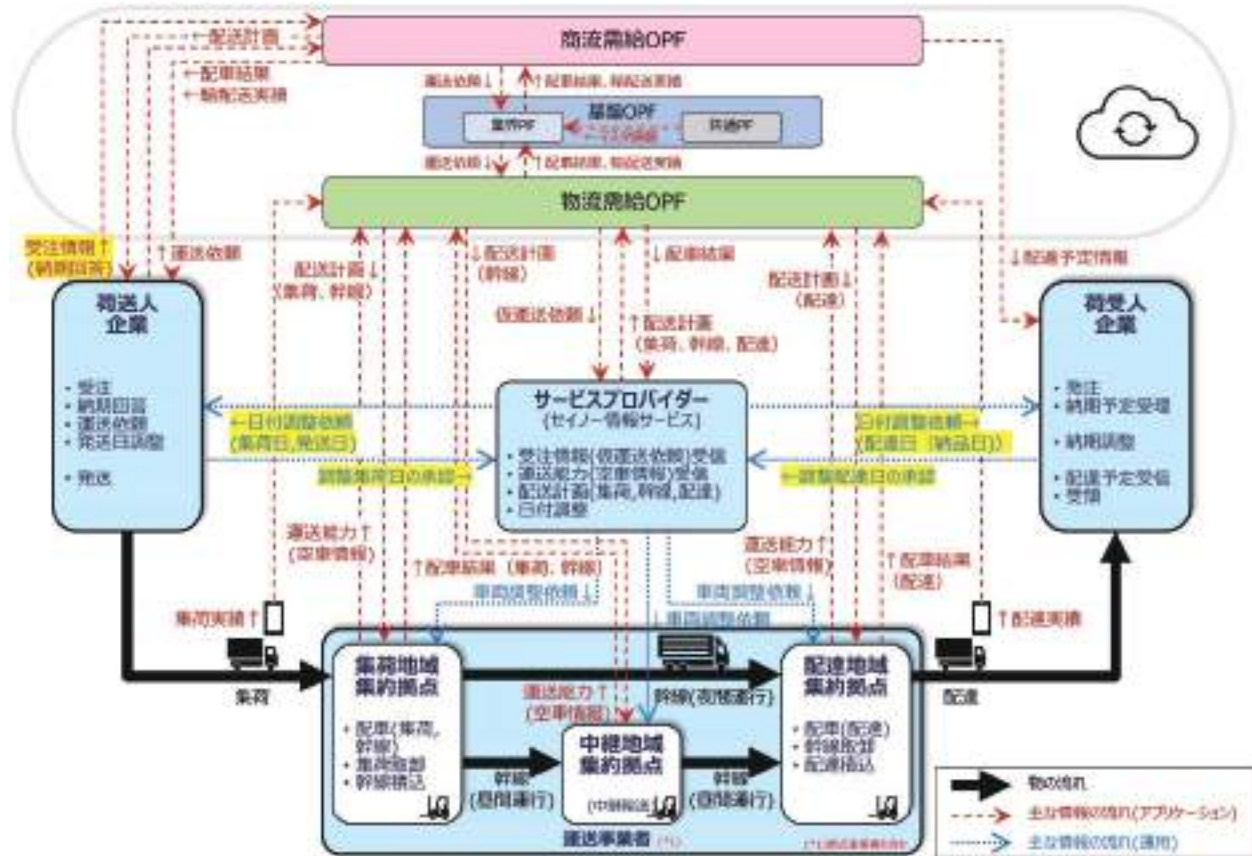 商流需給OPF
←配送計画
←配車結果
←輸配送実績
運送依頼↓
↑配車結果、輸配送実績
基盤OPF
業界PF
共通PF
運送依頼↓
↑配車結果、輸配送実績
物流需給OPF
受注情報↑
(納期回答)
↑運送依頼
配送計画↓
(集荷、幹線)
↓配送計画
(幹線)
↓配車結果
配送計画↓
(配達)
↓配達予定情報
仮運送依頼↓
↑配送計画
(集荷、幹線、配達)
荷送人
企業
・受注
・納期回答
・運送依頼
・発送日調整
・発送
サービスプロバイダー
(セイノー情報サービス)
・受注情報(仮運送依頼)受信
・運送能力(空車情報)受信
・配送計画(集荷,幹線,配達)
・日付調整
荷受人
企業
・発注
・納期予定受理
・納期調整
・配達予定受信
・受領
←日付調整依頼
(集荷日,発送日)
調整集荷日の承認→
日付調整依頼→
(配達日（納品日）)
←調整配達日の承認
運送能力↑
(空車情報)
↑配車結果（集荷、幹線）
車両調整依頼↓
↓車両調整依頼
車両調整依頼↓
運送能力↑
(空車情報)
↑配車結果
(配達)
集荷実績↑
↑配達実績
集荷
配達
集荷地域
集約拠点
・配車(集荷,
幹線)
・集荷取卸
・幹線積込
運送能力↑
(空車情報)
幹線(夜間運行)
配達地域
集約拠点
・配車(配達)
・幹線取卸
・配達積込
中継地域
集約拠点
(中継輸送)
幹線
(昼間運行)
幹線
(昼間運行)
運送事業者
物の流れ
主な情報の流れ(アプリケーション)
主な情報の流れ(運用)